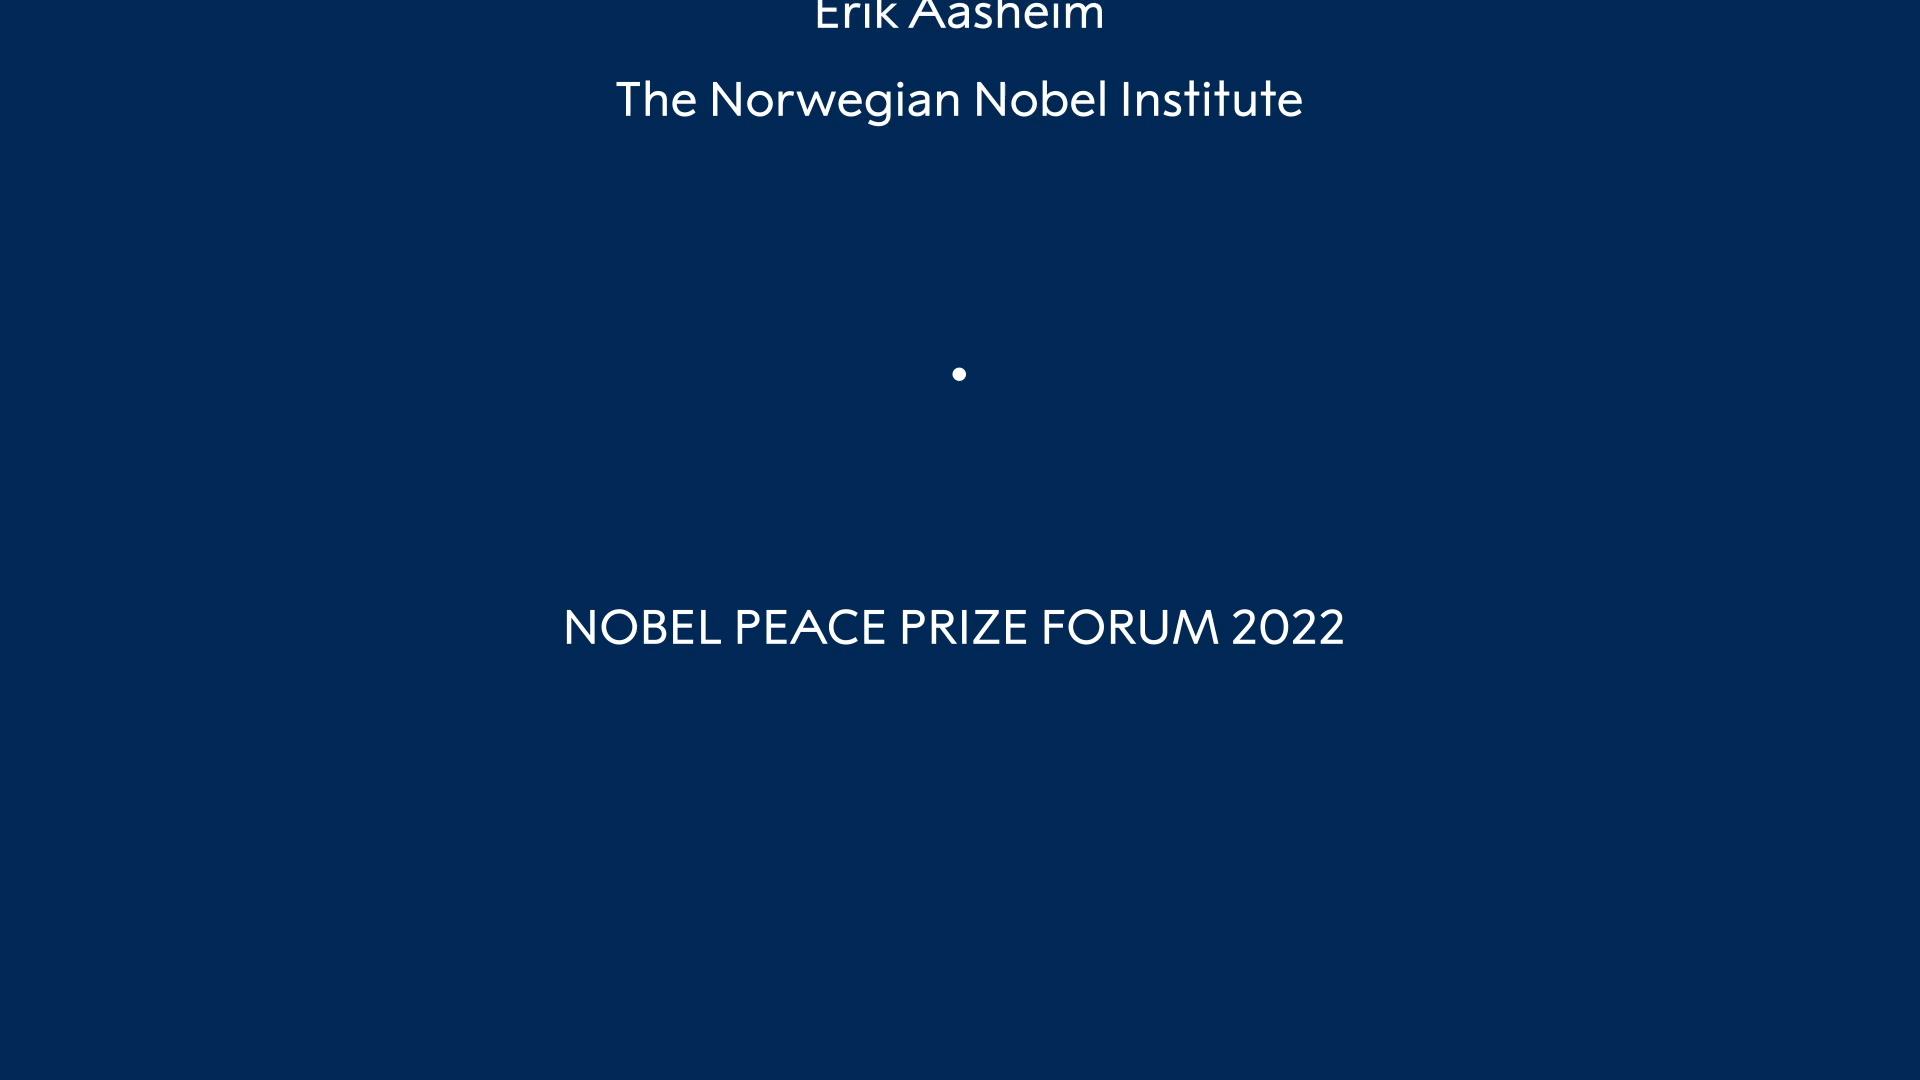 Erik Aasheim
The Norwegian Nobel Institute
•
NOBEL PEACE PRIZE FORUM 2022